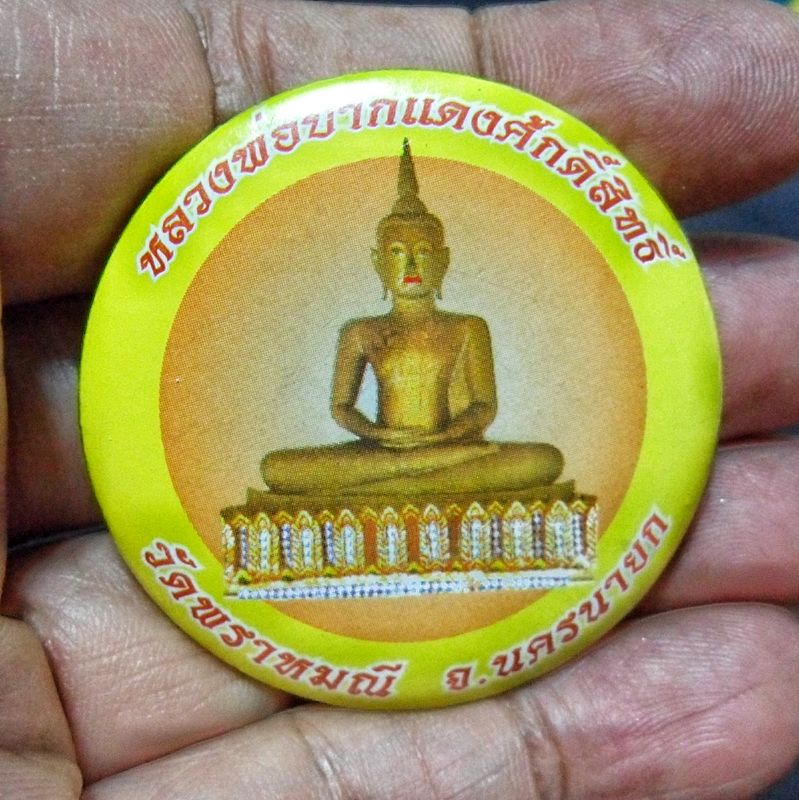 หลวงพ่อปากแดงศักดิ์สิทธิ์
วัดพราหมณี จ.นครนายก